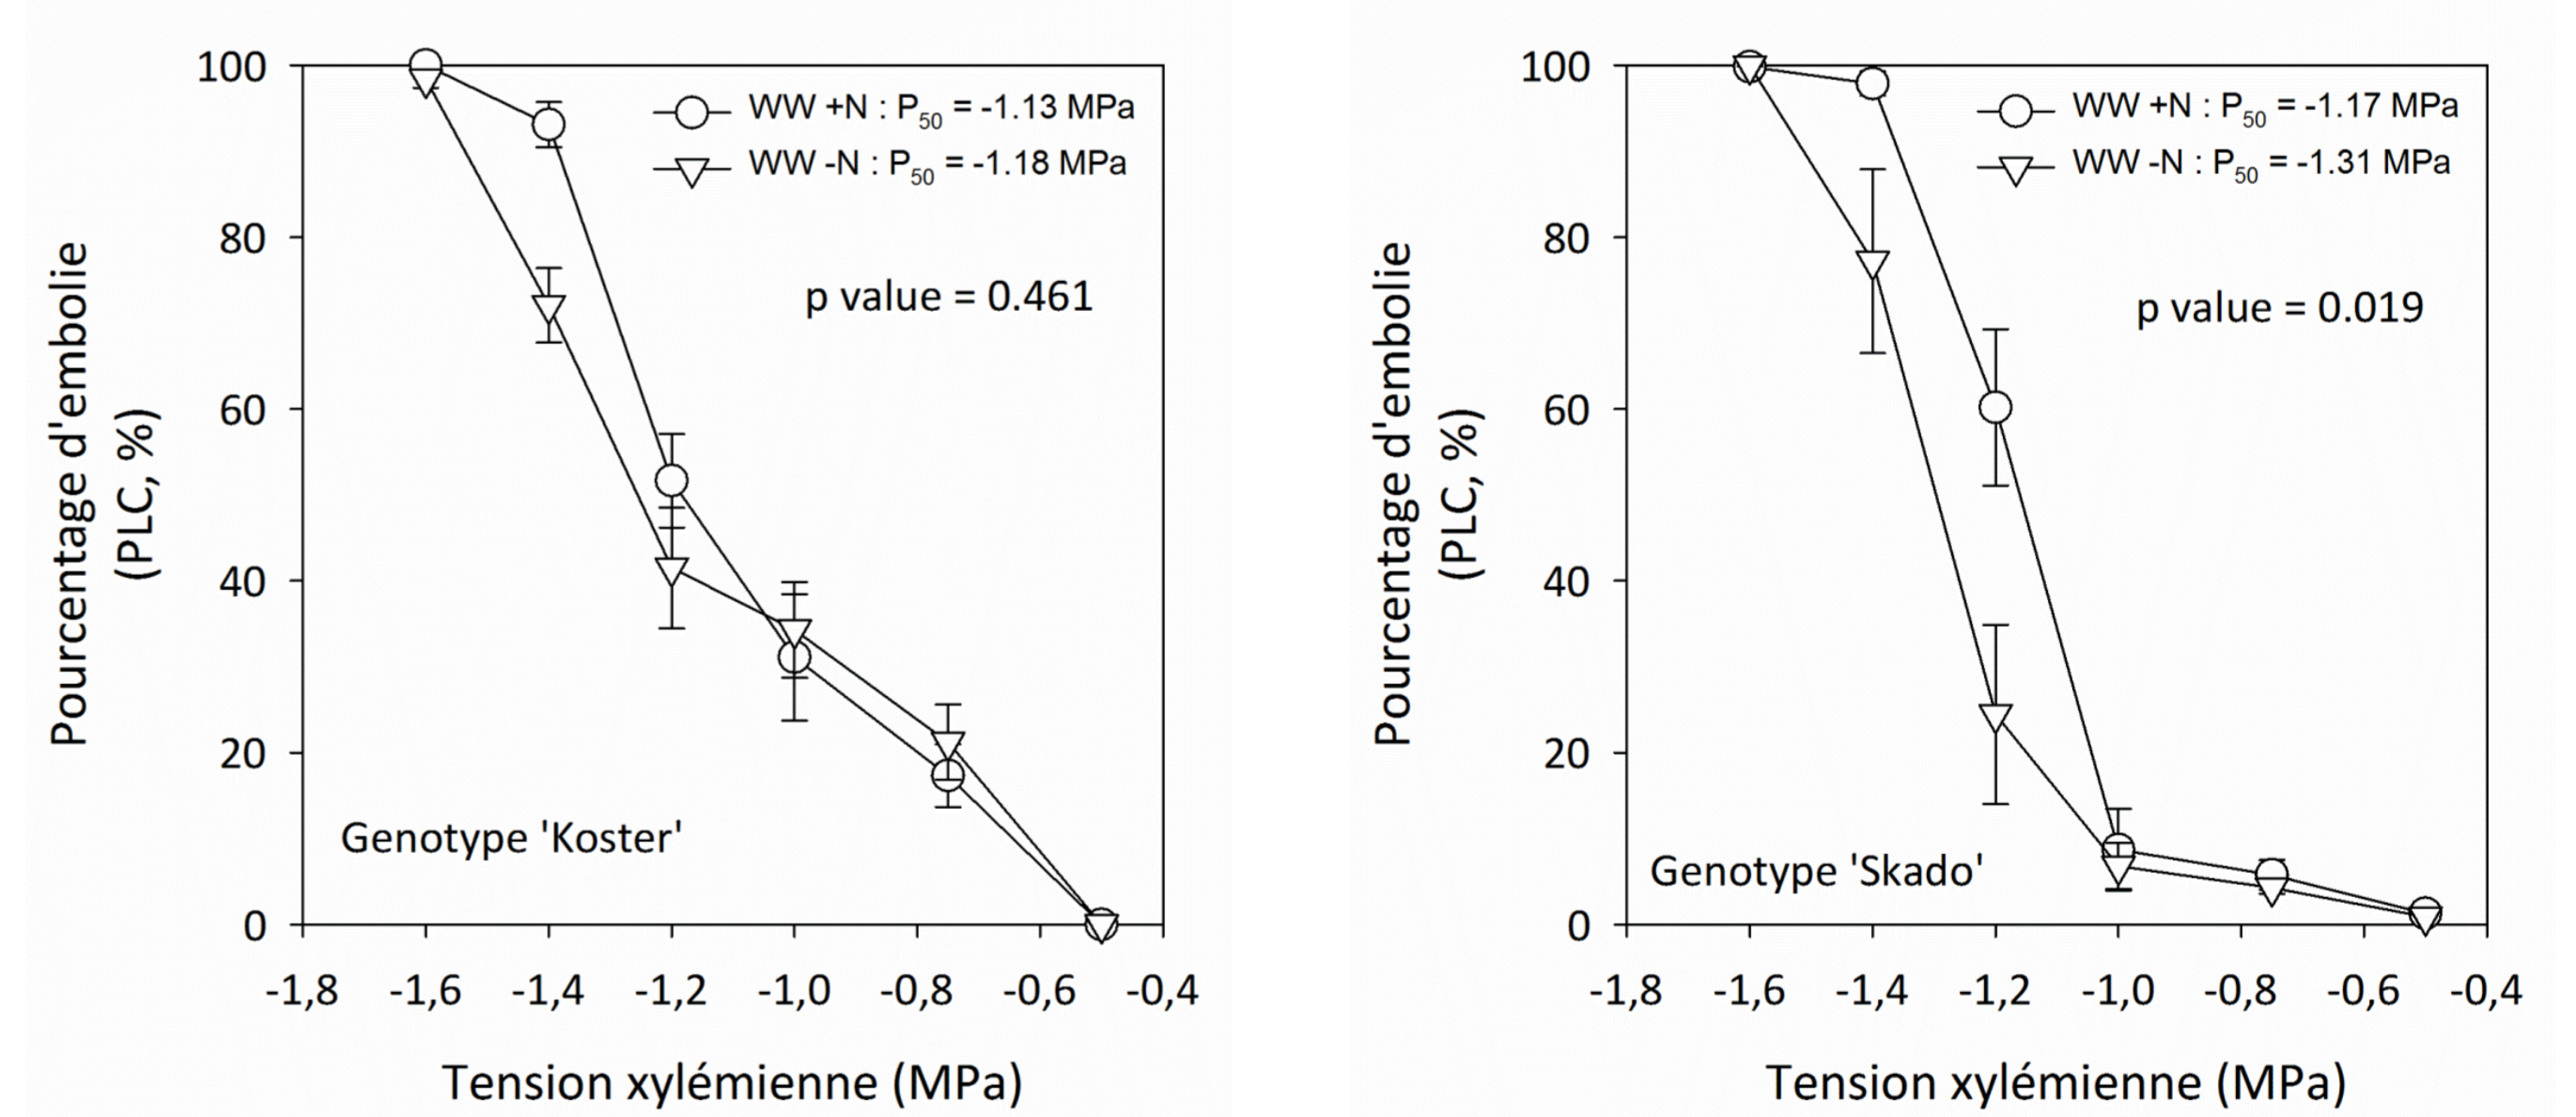 Pourcentage d'embolie
(PLC, %)
100
80
60
40
20
0
WW +N : P50 = -1.13 MPa
WW -N : P50 = -1.18 MPa
p value = 0.461
Genotype 'Koster'
-1,8 -1,6 -1,4 -1,2 -1,0 -0,8 -0,6 -0,4
Tension xylémienne (MPa)
Pourcentage d'embolie
(PLC, %)
100
80
60
40
20
0
WW +N : P50 = -1.17 MPa
WW -N : P50 = -1.31 MPa
p value = 0.019
Genotype 'Skado'
-1,8 -1,6 -1,4 -1,2 -1,0 -0,8 -0,6 -0,4
Tension xylémienne (MPa)